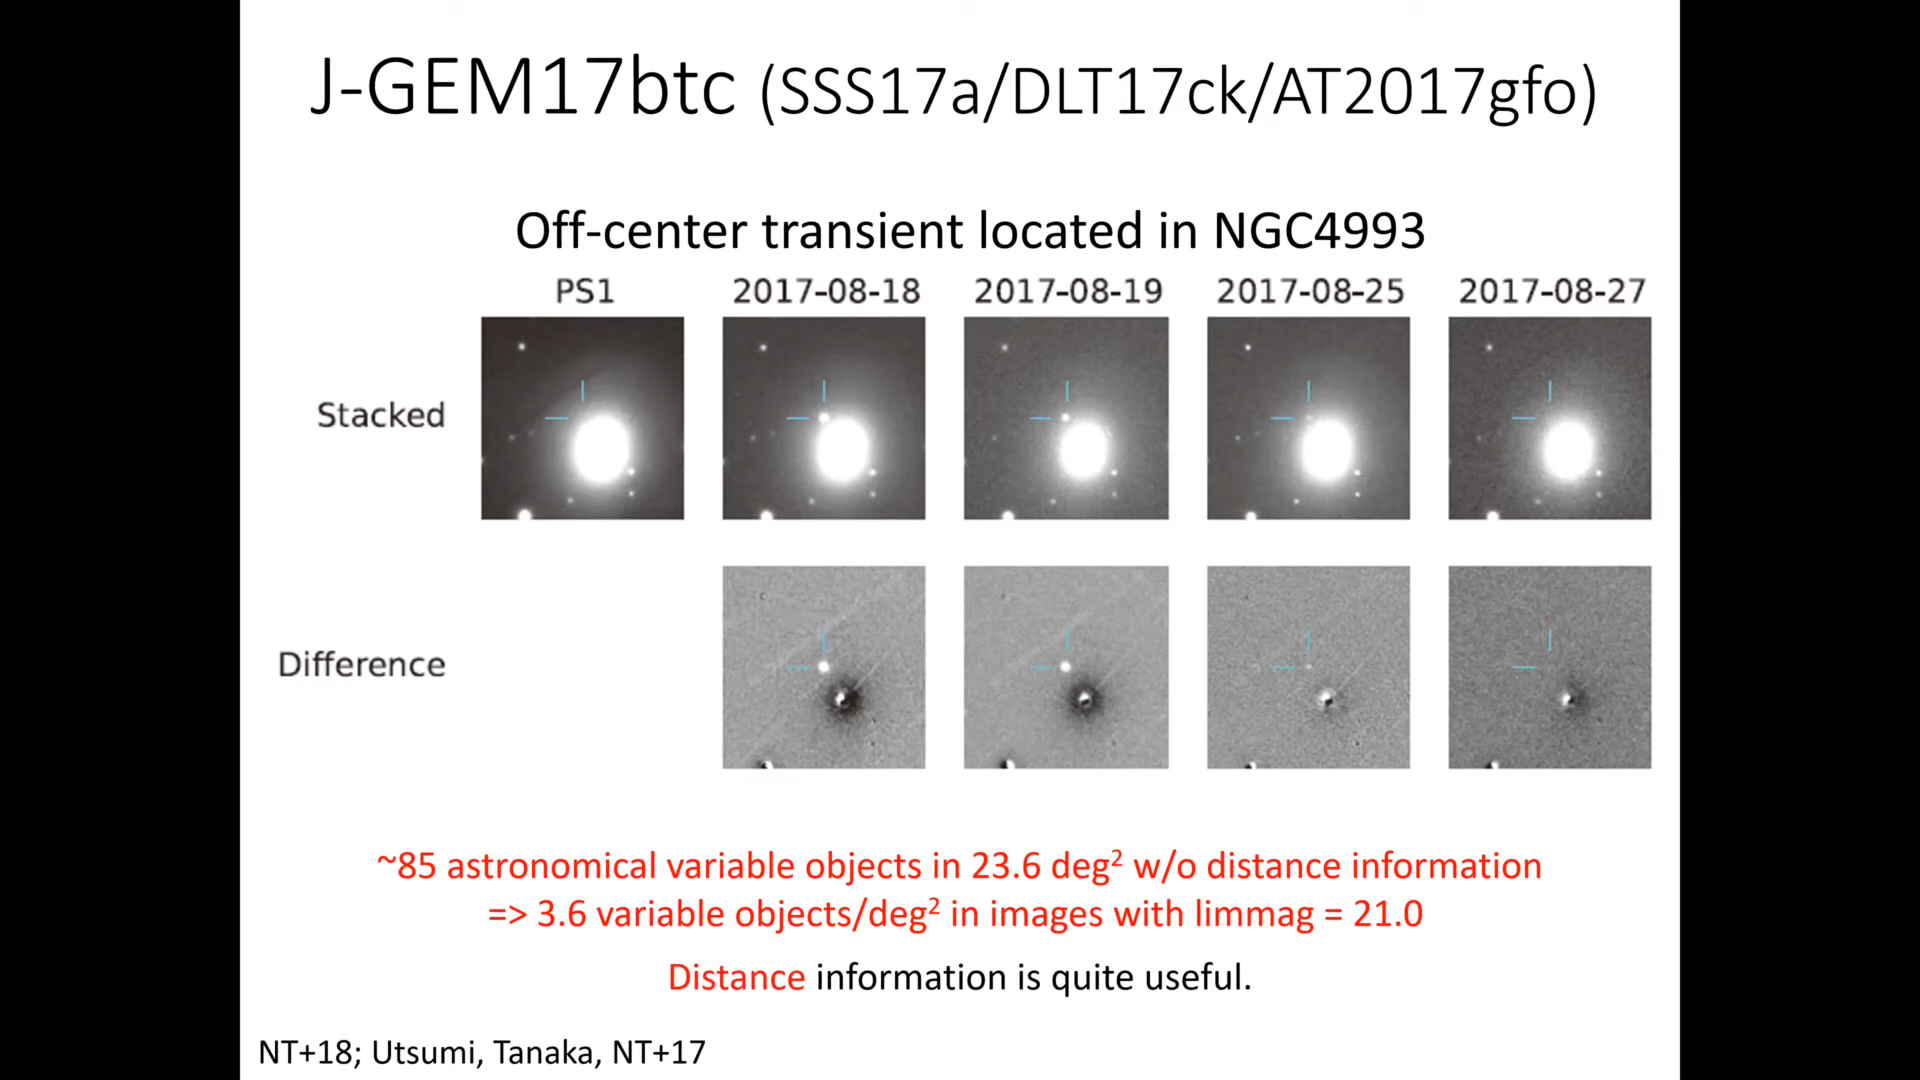 J-GEM17btc (SSS17a/DLT17ck/AT2017gfo)
Off-center transient located in NGC4993
PS1 2017-08-18 2017-08-19 2017-08-25 2017-08-27
Stacked
Difference
~85 astronomical variable objects in 23.6 deg² w/o distance information
=> 3.6 variable objects/deg² in images with limmag = 21.0
Distance information is quite useful.
NT+18; Utsumi, Tanaka, NT+17